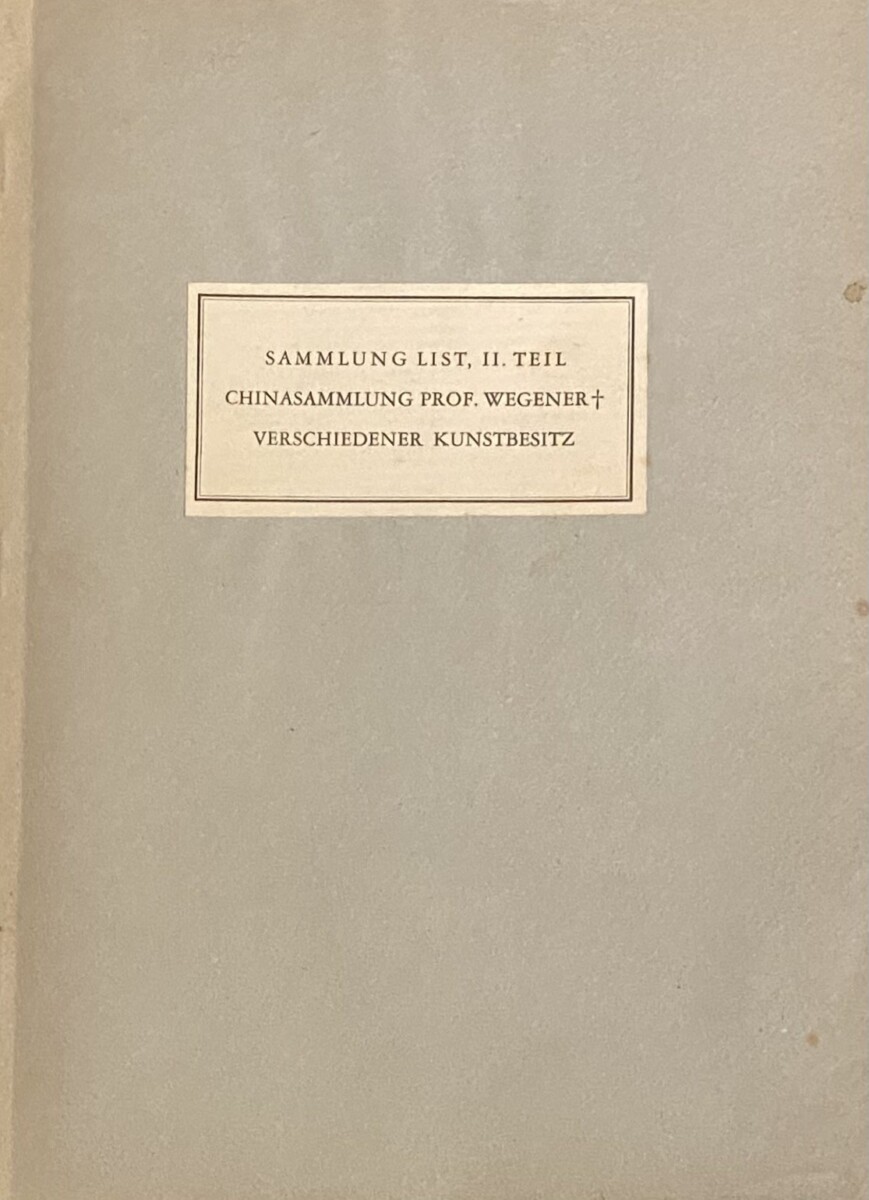 SAMMLUNG LIST, II. TEIL
CHINASAMMLUNG PROF. WEGENER†
VERSCHIEDENER KUNSTBESITZ